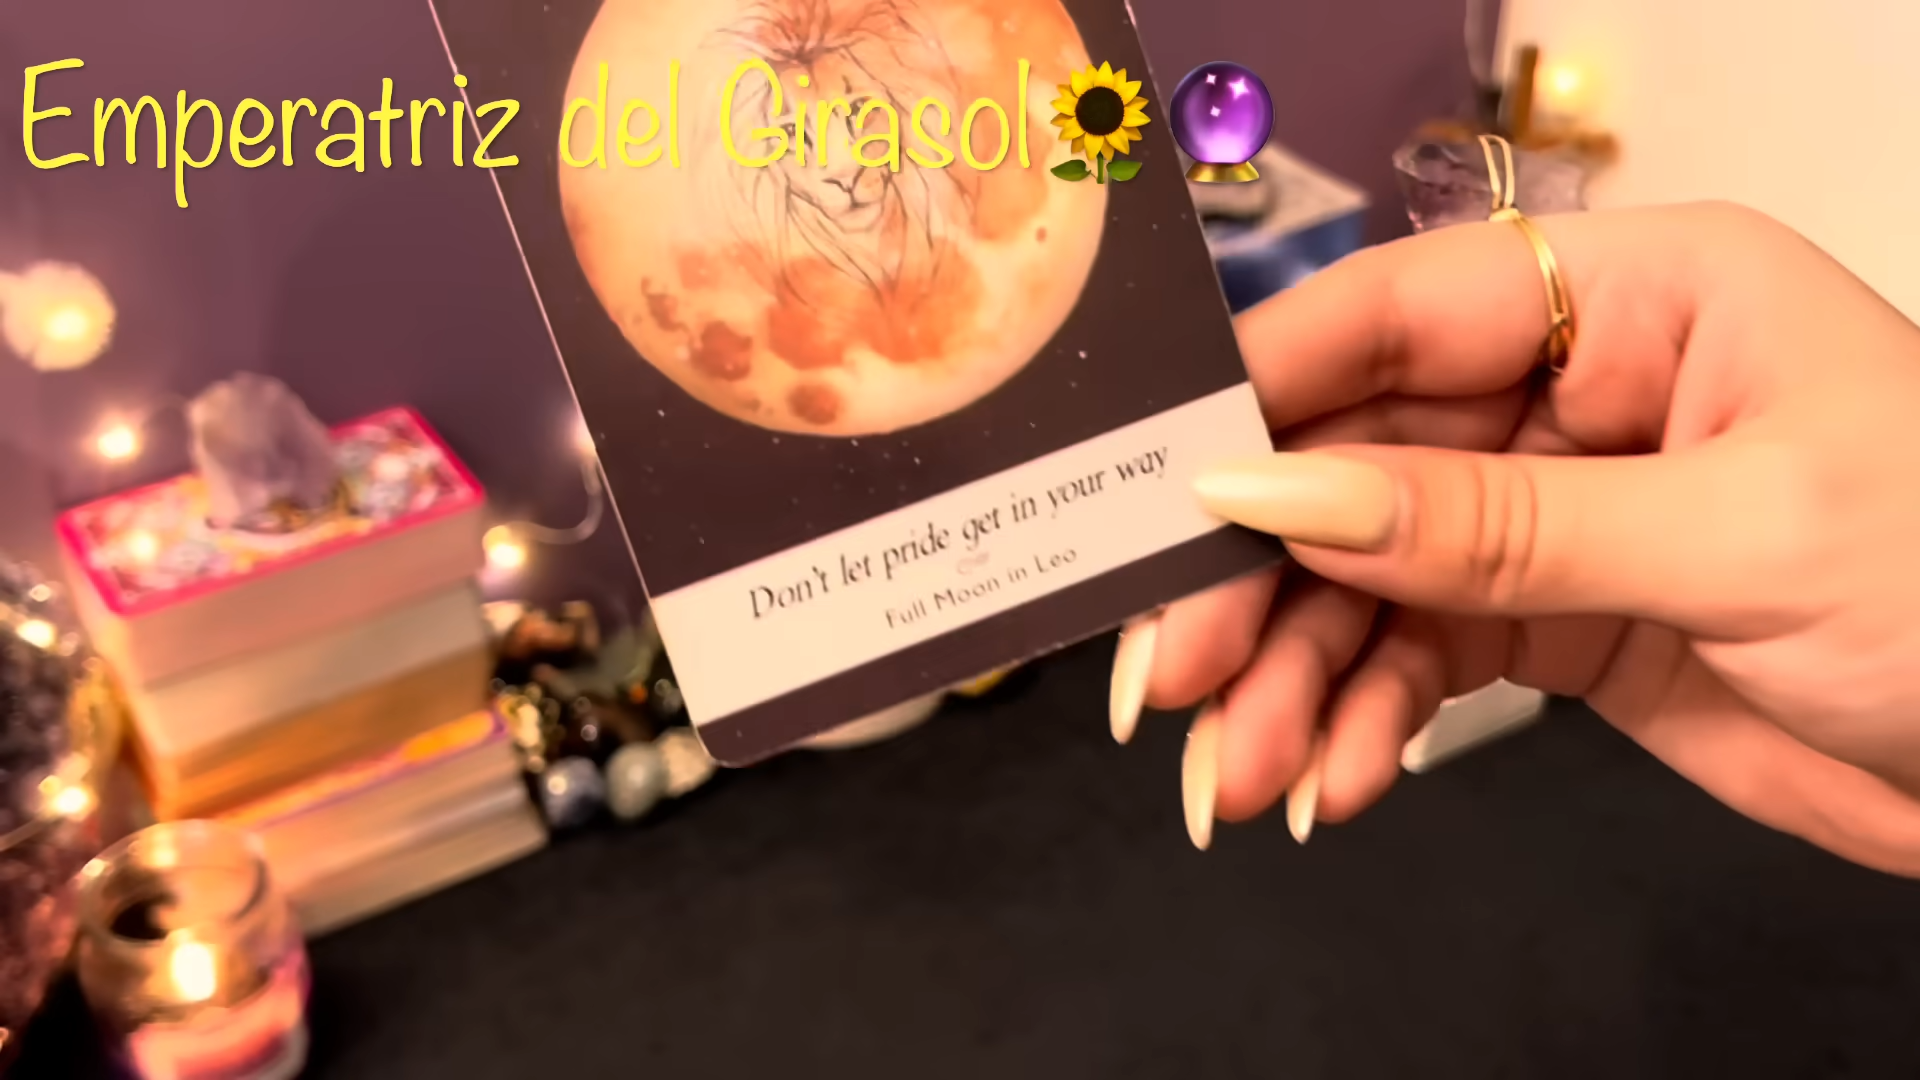 Emperatriz del Girasol🌻🔮
Don't let pride get in your way
Full Moon in Leo